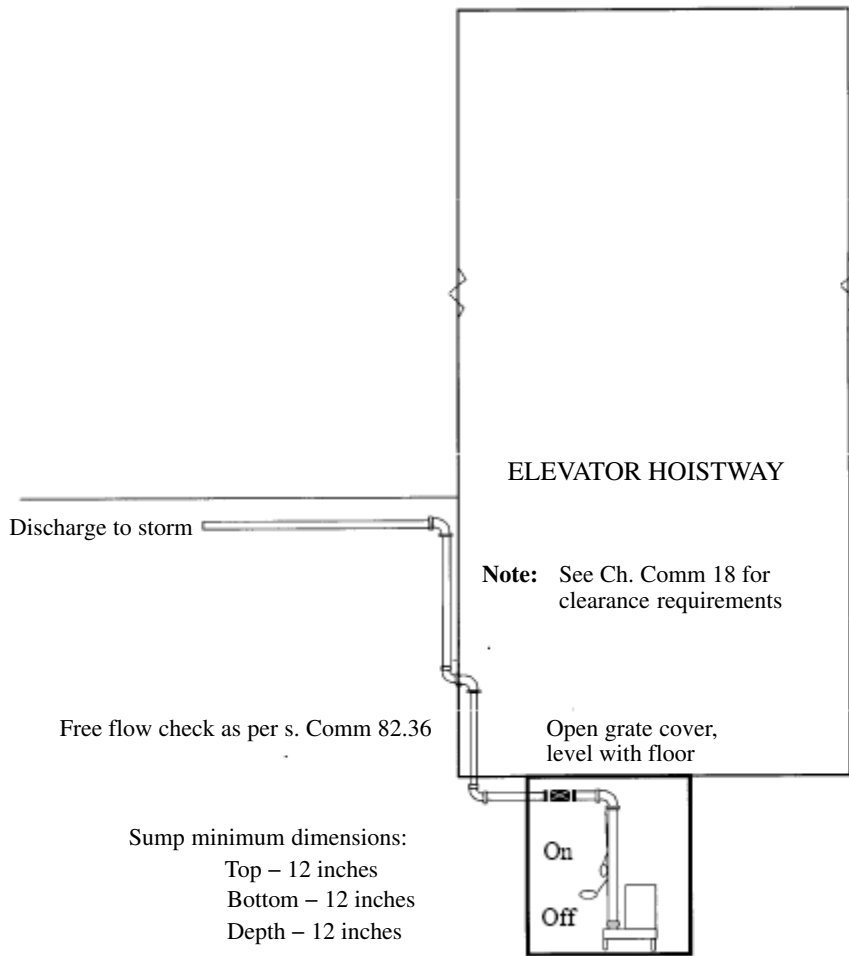 ELEVATOR HOISTWAY
Discharge to storm
Note: See Ch. Comm 18 for
clearance requirements
Free flow check as per s. Comm 82.36
Open grate cover,
level with floor
Sump minimum dimensions:
Top − 12 inches
Bottom − 12 inches
Depth − 12 inches
On
Off